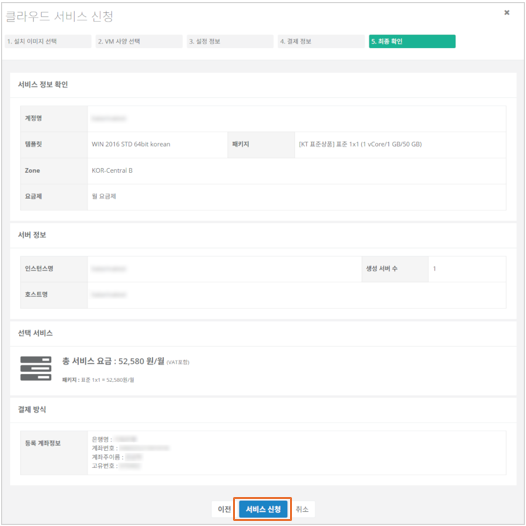 클라우드 서비스 신청
×
1. 설치 이미지 선택 2. VM 사양 선택 3. 설정 정보 4. 결제 정보 5. 최종 확인
서비스 정보 확인
계정명
템플릿 WIN 2016 STD 64bit korean 패키지 [KT 표준상품] 표준 1x1 (1 vCore/1 GB/50 GB)
Zone KOR-Central B
요금제 월 요금제
서버 정보
인스턴스명 생성 서버 수 1
호스트명
선택 서비스
총 서비스 요금 : 52,580 원/월 (VAT포함)
패키지 : 표준 1x1 = 52,580원/월
결제 방식
등록 계좌정보 은행명 :
계좌번호 :
계좌주이름 :
고유번호 :
이전 서비스 신청 취소